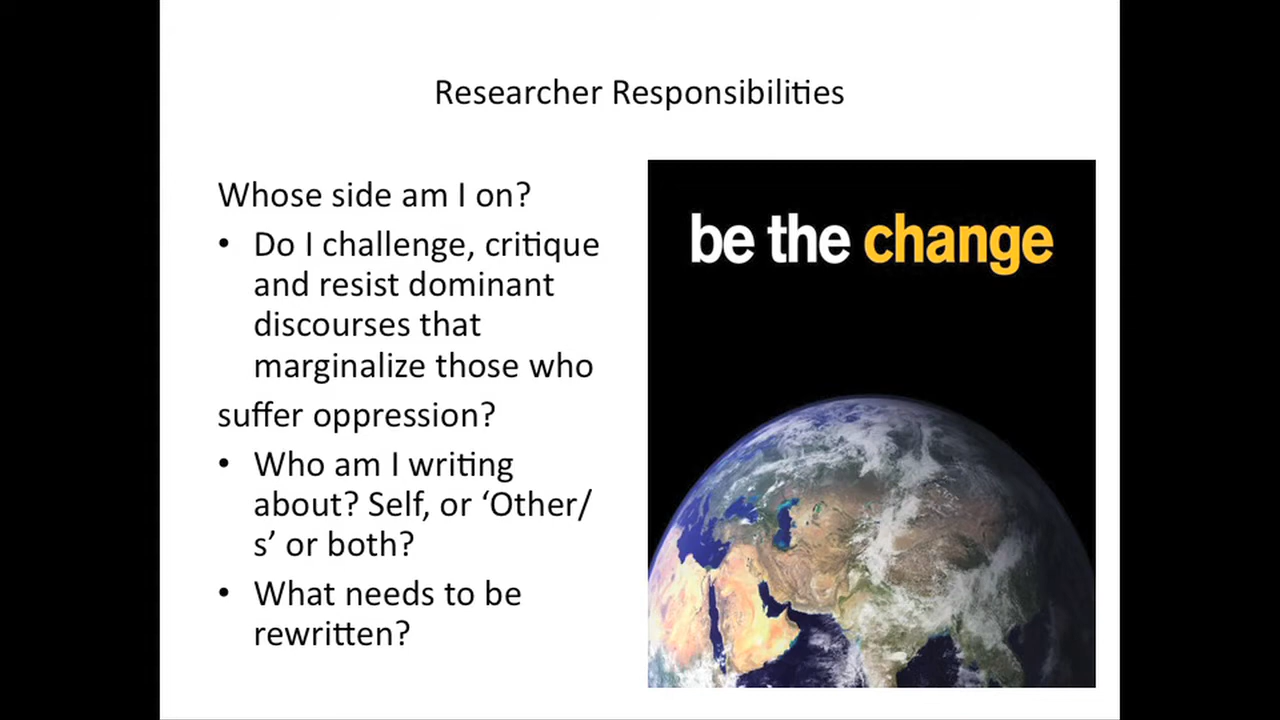 Researcher Responsibilities
Whose side am I on?
• Do I challenge, critique
and resist dominant
discourses that
marginalize those who
suffer oppression?
• Who am I writing
about? Self, or ‘Other/
s’ or both?
• What needs to be
rewritten?
be the change